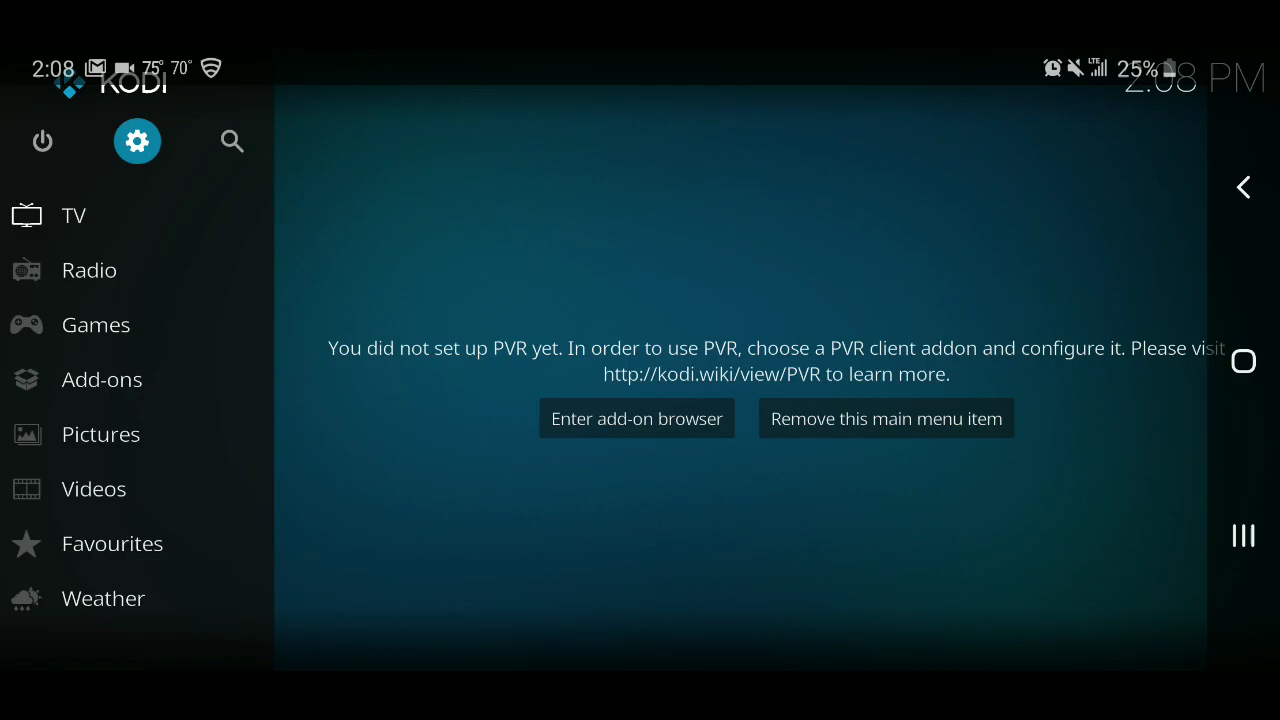 2:08 75° 70° LTE 25%
KODI 2:08 PM
TV
Radio
Games
Add-ons
Pictures
Videos
Favourites
Weather
You did not set up PVR yet. In order to use PVR, choose a PVR client addon and configure it. Please visit
http://kodi.wiki/view/PVR to learn more.
Enter add-on browser Remove this main menu item